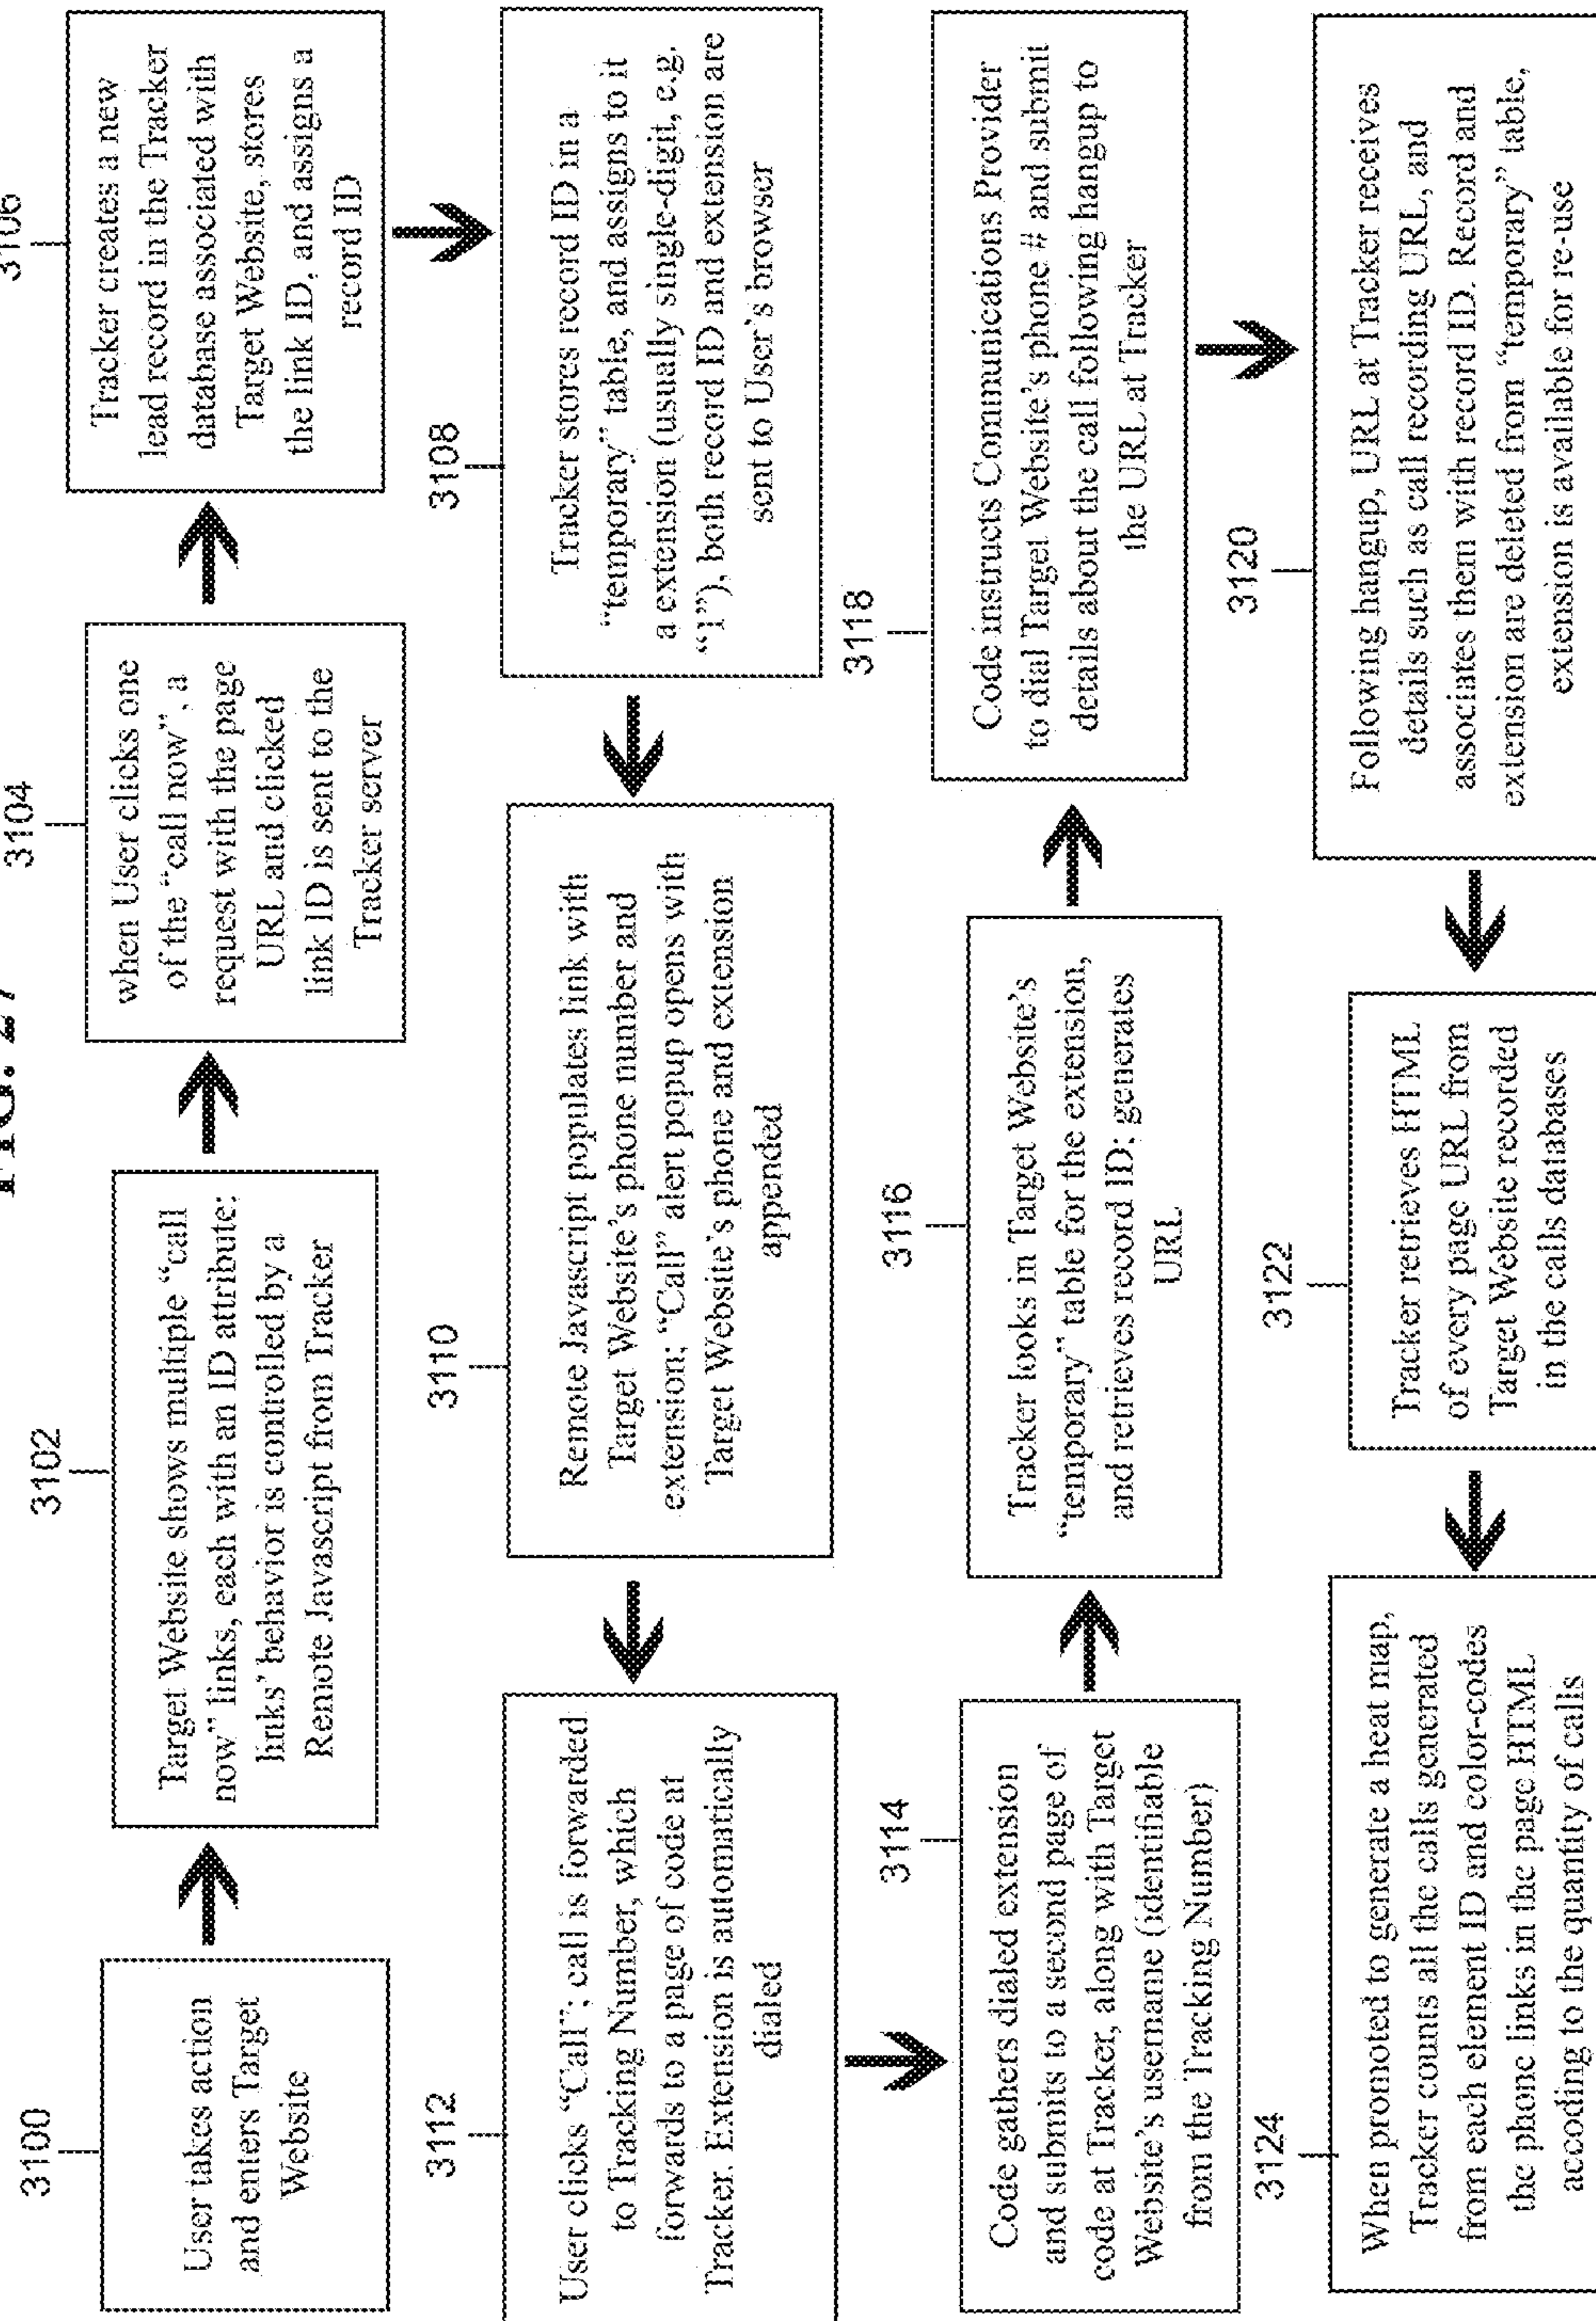 FIG. 27
3100
User takes action
and enters Target
Website
3102
Target Website shows multiple “call
now” links, each with an ID attribute:
links’ behavior is controlled by a
Remote Javascript from Tracker
3104
when User clicks one
of the “call now”, a
request with the page
URL and clicked
link ID is sent to the
Tracker server
3106
Tracker creates a new
lead record in the Tracker
database associated with
Target Website, stores
the link ID, and assigns a
record ID
3108
Tracker stores record ID in a
“temporary” table, and assigns to it
a extension (usually single-digit, e.g.
“1”), both record ID and extension are
sent to User’s browser
3110
Remote Javascript populates link with
Target Website’s phone number and
extension; “Call” alert popup opens with
Target Website’s phone and extension
appended
3112
User clicks “Call”; call is forwarded
to Tracking Number, which
forwards to a page of code at
Tracker. Extension is automatically
dialed
3114
Code gathers dialed extension
and submits to a second page of
code at Tracker, along with Target
Website’s username (identifiable
from the Tracking Number)
3116
Tracker looks in Target Website’s
“temporary” table for the extension,
and retrieves record ID; generates
URL
3118
Code instructs Communications Provider
to dial Target Website’s phone # and submit
details about the call following hangup to
the URL at Tracker
3120
Following hangup, URL at Tracker receives
details such as call recording URL, and
associates them with record ID. Record and
extension are deleted from “temporary” table,
extension is available for re-use
3122
Tracker retrieves HTML
of every page URL from
Target Website recorded
in the calls databases
3124
When promoted to generate a heat map,
Tracker counts all the calls generated
from each element ID and color-codes
the phone links in the page HTML
accoding to the quantity of calls